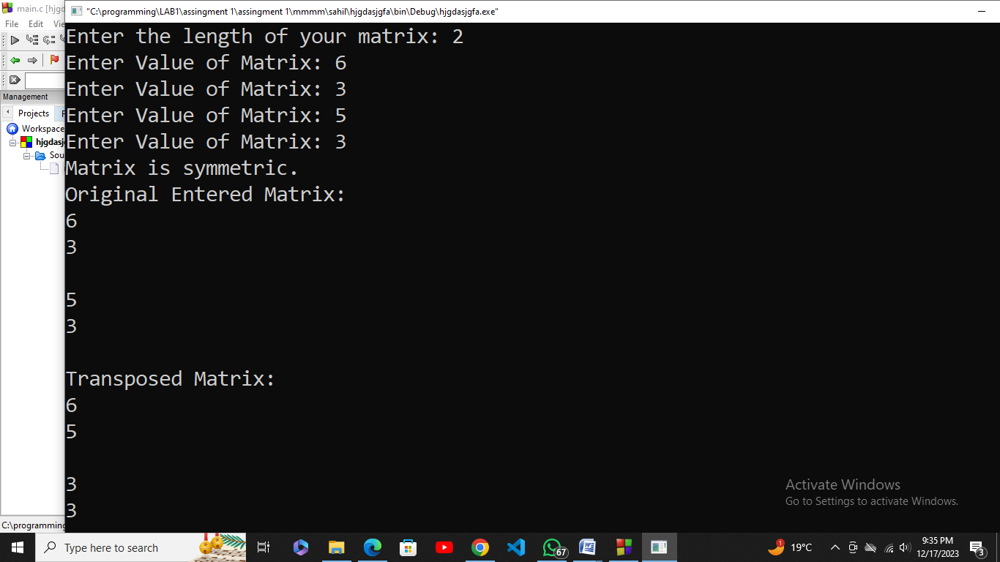 main.c [hjg
"C:\programming\LAB1\assingment 1\assingment 1\mmmm\sahil\hjgdasjgfa\bin\Debug\hjgdasjgfa.exe"
File Edit Vie
Enter the length of your matrix: 2
Enter Value of Matrix: 6
Enter Value of Matrix: 3
Management
Enter Value of Matrix: 5
Projects
Workspace
Enter Value of Matrix: 3
hjgdasj
Sou
Matrix is symmetric.
Original Entered Matrix:
6
3
5
3
Transposed Matrix:
6
5
3
3
Activate Windows
Go to Settings to activate Windows.
C:\programming
Type here to search
67
1
19°C
9:35 PM
12/17/2023
3